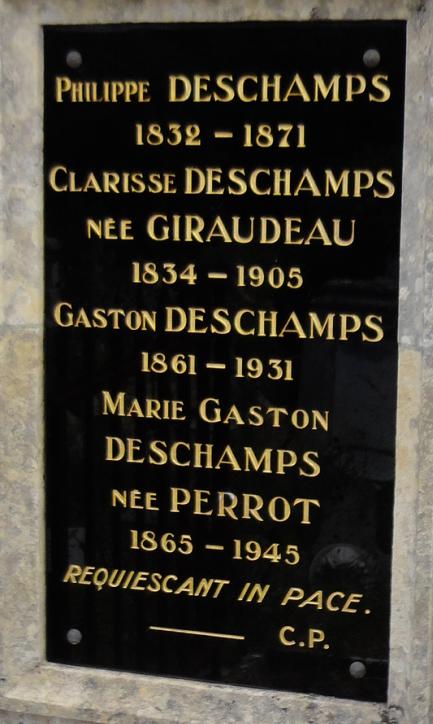 PHILIPPE DESCHAMPS
1832 – 1871
CLARISSE DESCHAMPS
NÉE GIRAUDEAU
1834 – 1905
GASTON DESCHAMPS
1861 – 1931
MARIE GASTON
DESCHAMPS
NÉE PERROT
1865 – 1945
REQUIESCANT IN PACE.
C.P.